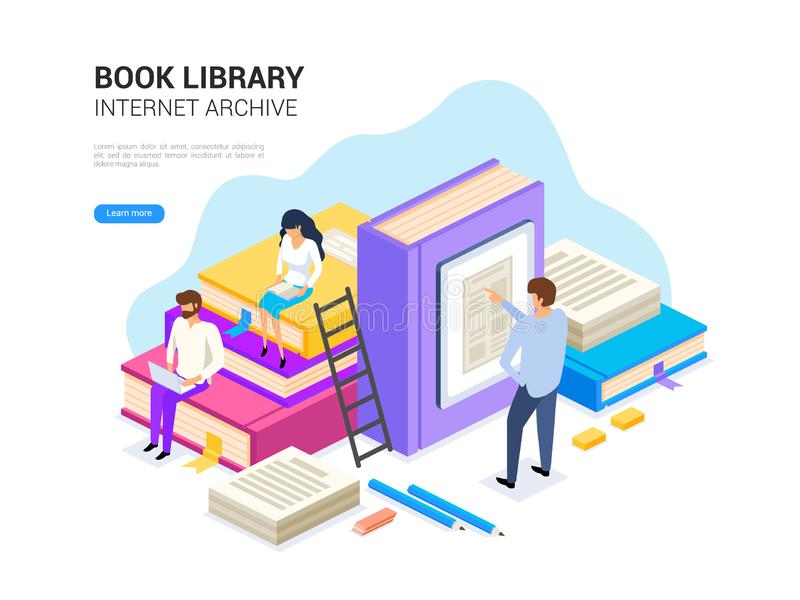 BOOK LIBRARY
INTERNET ARCHIVE
lorem ipsum dolor sit amet, consectetur adipiscing
elit, sed do eiusmod tempor incididunt ut labore et
dolore magna aliqua.
Learn more